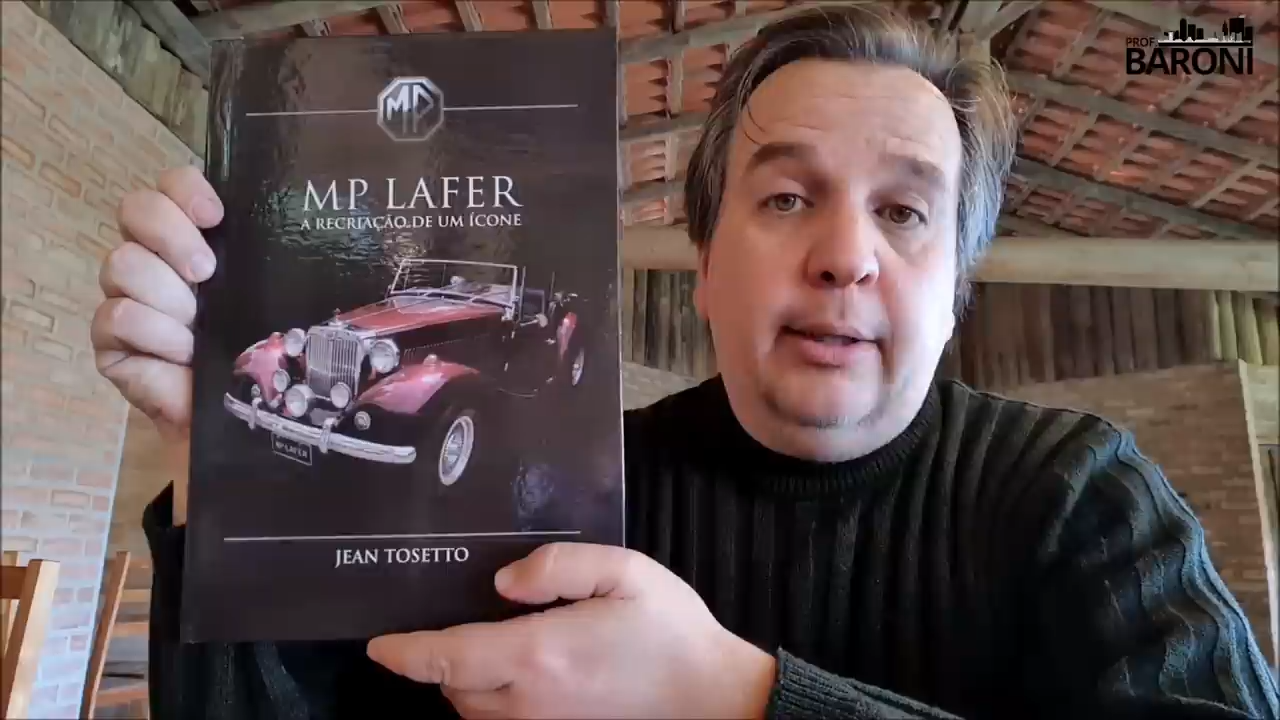 MP
MP LAFER
A RECRIAÇÃO DE UM ÍCONE
MP LAFER
JEAN TOSETTO
PROF.
BARONI